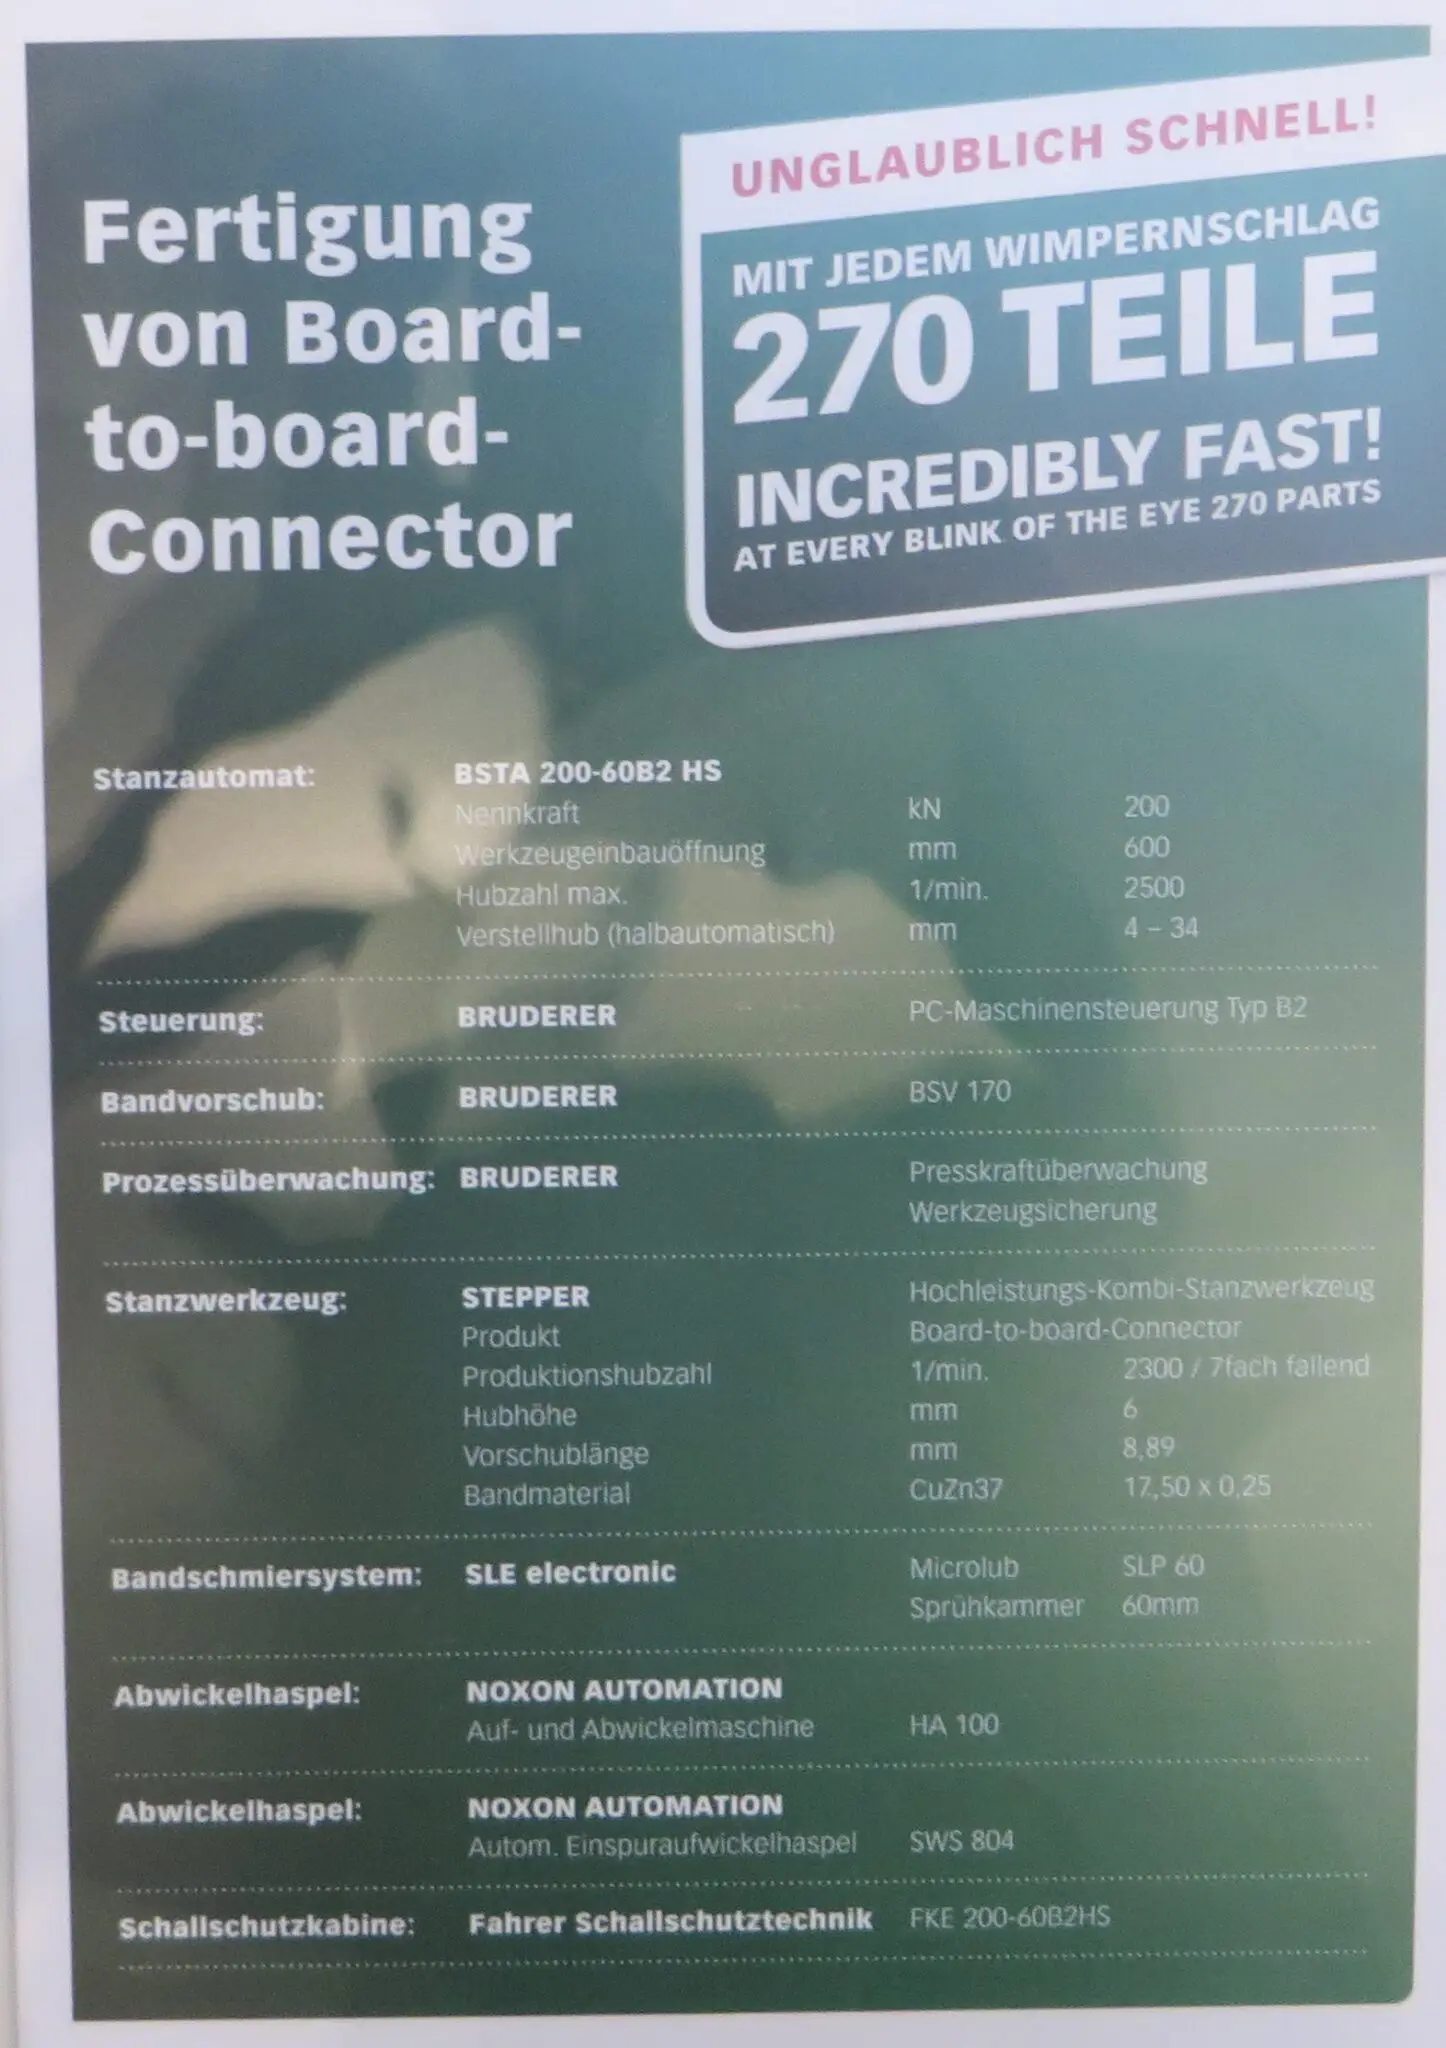 Fertigung
von Board-
to-board-
Connector
UNGLAUBLICH SCHNELL!
MIT JEDEM WIMPERNSCHLAG
270 TEILE
INCREDIBLY FAST!
AT EVERY BLINK OF THE EYE 270 PARTS
Stanzautomat: BSTA 200-60B2 HS
Nennkraft kN 200
Werkzeugeinbauöffnung mm 600
Hubzahl max. 1/min. 2500
Verstellhub (halbautomatisch) mm 4 – 34
Steuerung: BRUDERER PC-Maschinensteuerung Typ B2
Bandvorschub: BRUDERER BSV 170
Prozessüberwachung: BRUDERER Presskraftüberwachung
Werkzeugsicherung
Stanzwerkzeug: STEPPER Hochleistungs-Kombi-Stanzwerkzeug
Produkt Board-to-board-Connector
Produktionshubzahl 1/min. 2300 / 7fach fallend
Hubhöhe mm 6
Vorschublänge mm 8,89
Bandmaterial CuZn37 17,50 x 0,25
Bandschmiersystem: SLE electronic Microlub SLP 60
Sprühkammer 60mm
Abwickelhaspel: NOXON AUTOMATION
Auf- und Abwickelmaschine HA 100
Abwickelhaspel: NOXON AUTOMATION
Autom. Einspuraufwickelhaspel SWS 804
Schallschutzkabine: Fahrer Schallschutztechnik FKE 200-60B2HS